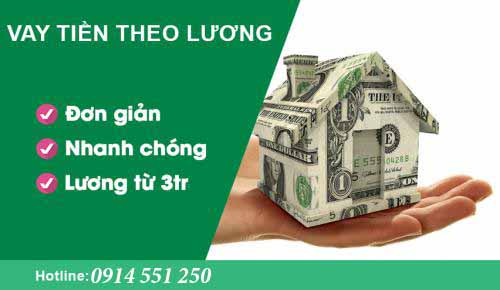 VAY TIỀN THEO LƯƠNG
Đơn giản
Nhanh chóng
Lương từ 3tr
Hotline: 0914 551 250